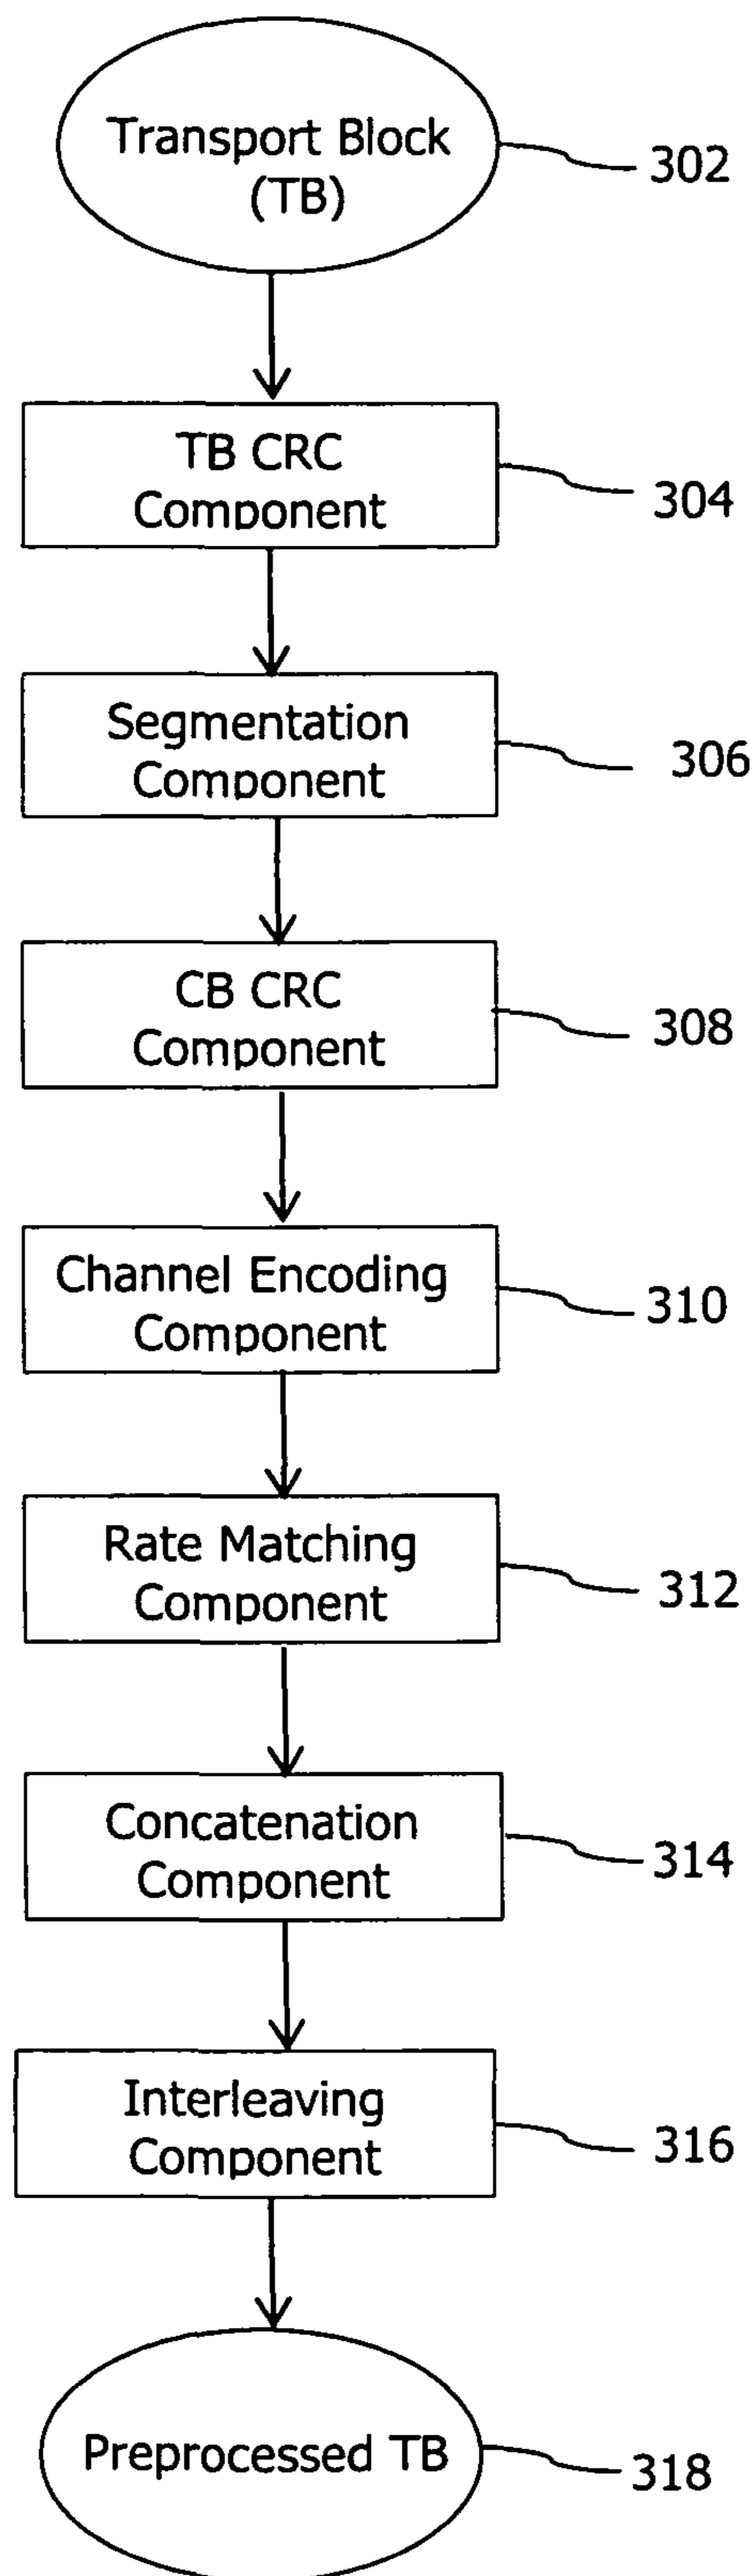 Transport Block
(TB)
302
TB CRC
Component
304
Segmentation
Component
306
CB CRC
Component
308
Channel Encoding
Component
310
Rate Matching
Component
312
Concatenation
Component
314
Interleaving
Component
316
Preprocessed TB
318